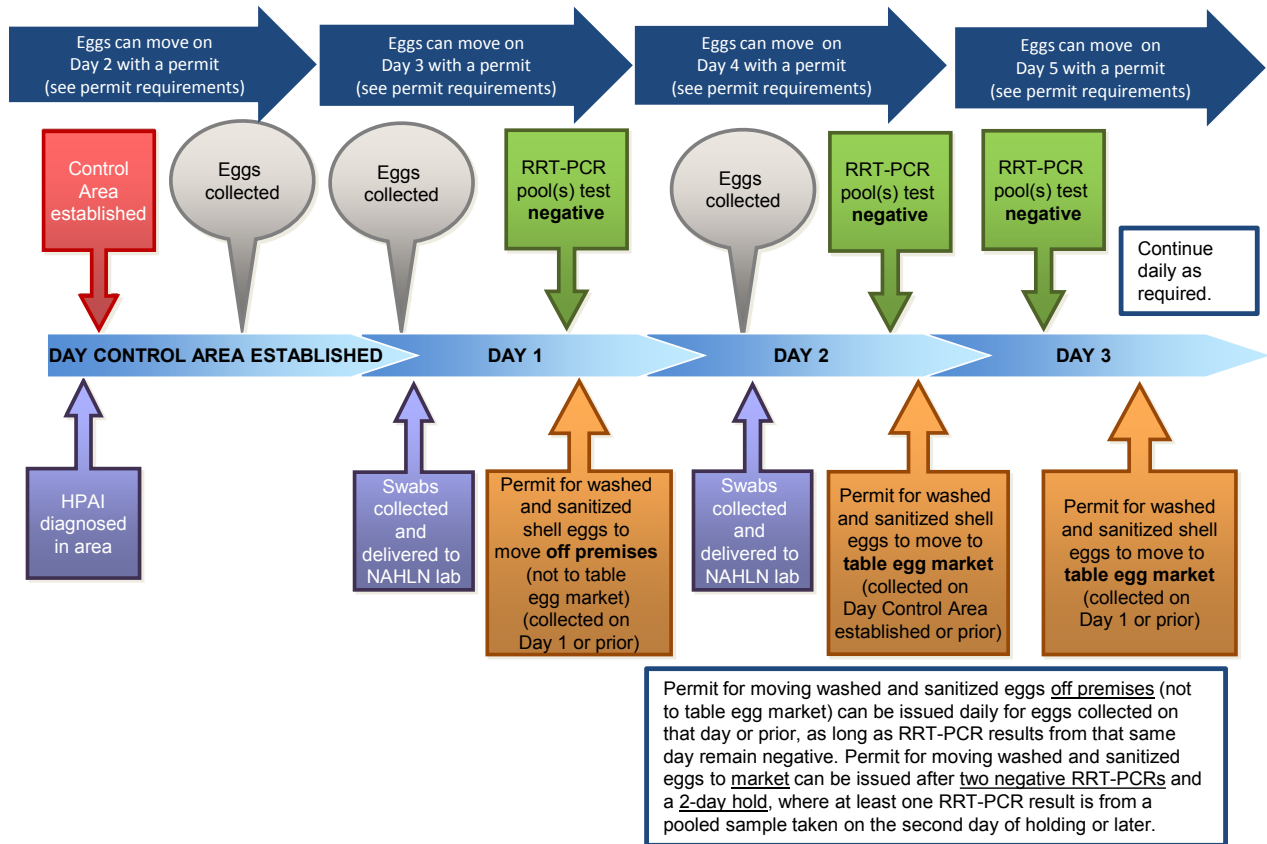 Eggs can move on
Day 2 with a permit
(see permit requirements)
Eggs can move on
Day 3 with a permit
(see permit requirements)
Eggs can move on
Day 4 with a permit
(see permit requirements)
Eggs can move on
Day 5 with a permit
(see permit requirements)
Control
Area
established
Eggs
collected
Eggs
collected
RRT-PCR
pool(s) test
negative
Eggs
collected
RRT-PCR
pool(s) test
negative
RRT-PCR
pool(s) test
negative
Continue
daily as
required.
DAY CONTROL AREA ESTABLISHED
DAY 1
DAY 2
DAY 3
HPAI
diagnosed
in area
Swabs
collected
and
delivered to
NAHLN lab
Permit for washed
and sanitized
shell eggs to
move off premises
(not to table
egg market)
(collected on
Day 1 or prior)
Swabs
collected
and
delivered to
NAHLN lab
Permit for washed
and sanitized shell
eggs to move to
table egg market
(collected on
Day Control Area
established or prior)
Permit for washed
and sanitized shell
eggs to move to
table egg market
(collected on
Day 1 or prior)
Permit for moving washed and sanitized eggs off premises (not
to table egg market) can be issued daily for eggs collected on
that day or prior, as long as RRT-PCR results from that same
day remain negative. Permit for moving washed and sanitized
eggs to market can be issued after two negative RRT-PCRs and
a 2-day hold, where at least one RRT-PCR result is from a
pooled sample taken on the second day of holding or later.